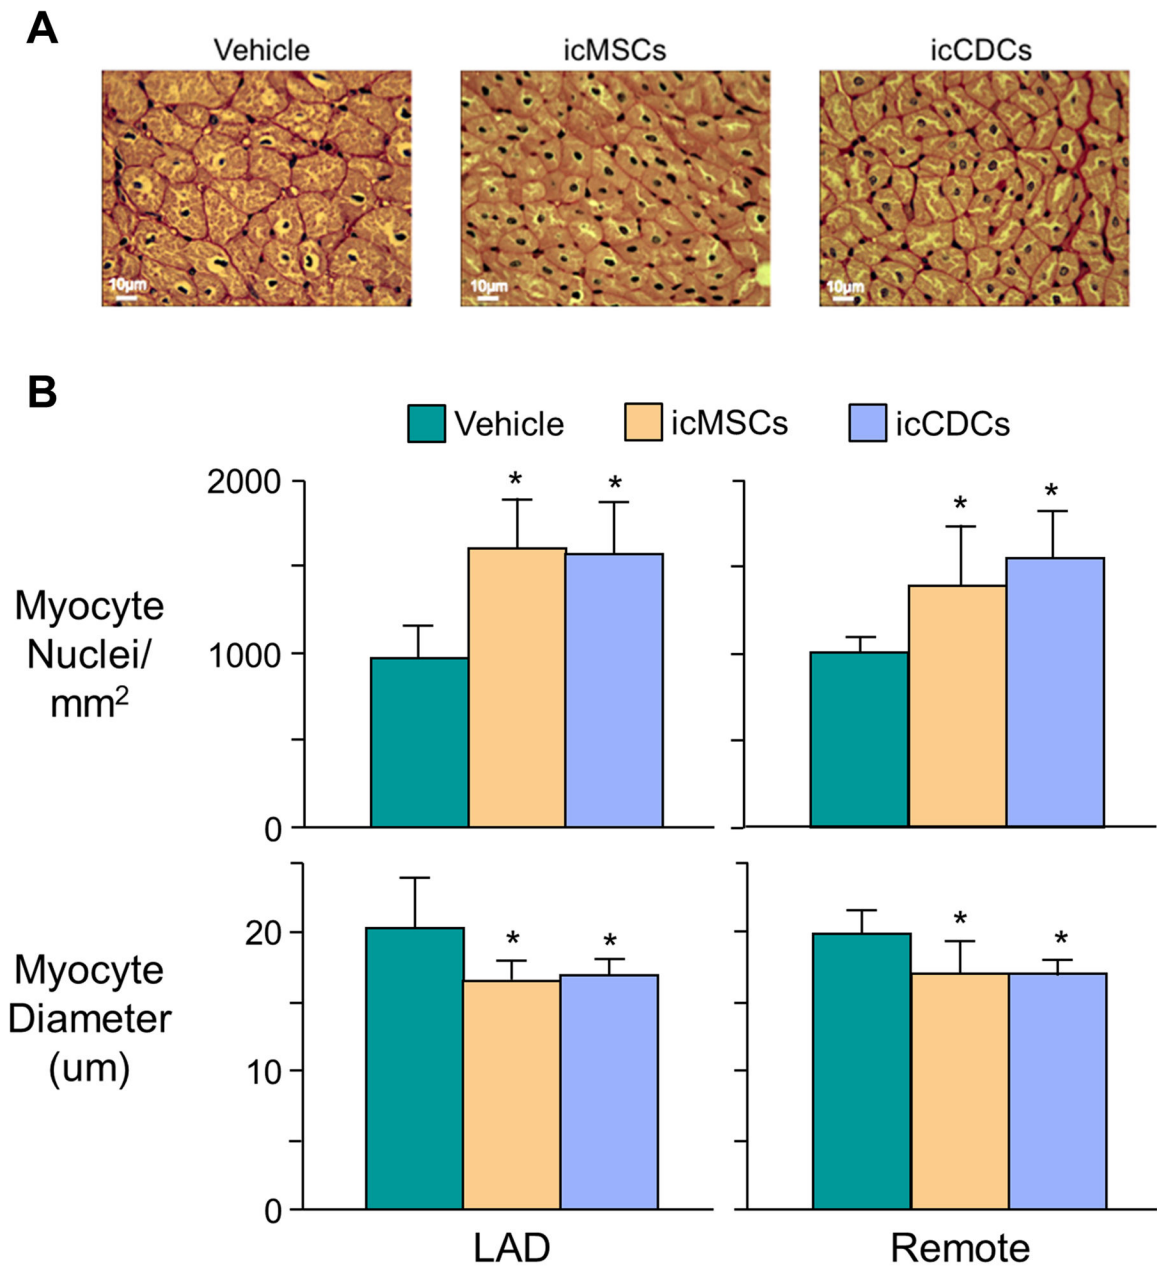 A
Vehicle icMSCs icCDCs
10µm 10µm 10µm
B
Vehicle icMSCs icCDCs
2000
1000
0
Myocyte
Nuclei/
mm²
* *
* *
20
10
0
Myocyte
Diameter
(um)
* *
* *
LAD Remote